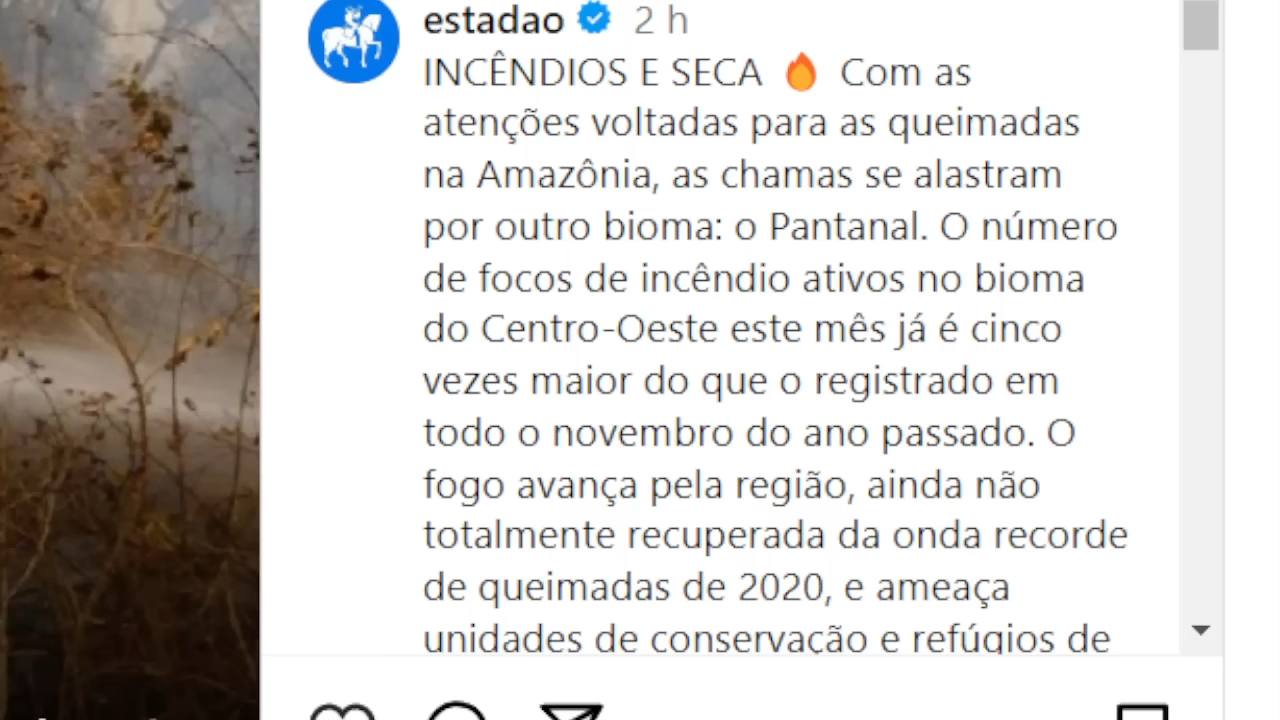 estadao 2 h
INCÊNDIOS E SECA 🔥 Com as
atenções voltadas para as queimadas
na Amazônia, as chamas se alastram
por outro bioma: o Pantanal. O número
de focos de incêndio ativos no bioma
do Centro-Oeste este mês já é cinco
vezes maior do que o registrado em
todo o novembro do ano passado. O
fogo avança pela região, ainda não
totalmente recuperada da onda recorde
de queimadas de 2020, e ameaça
unidades de conservação e refúgios de